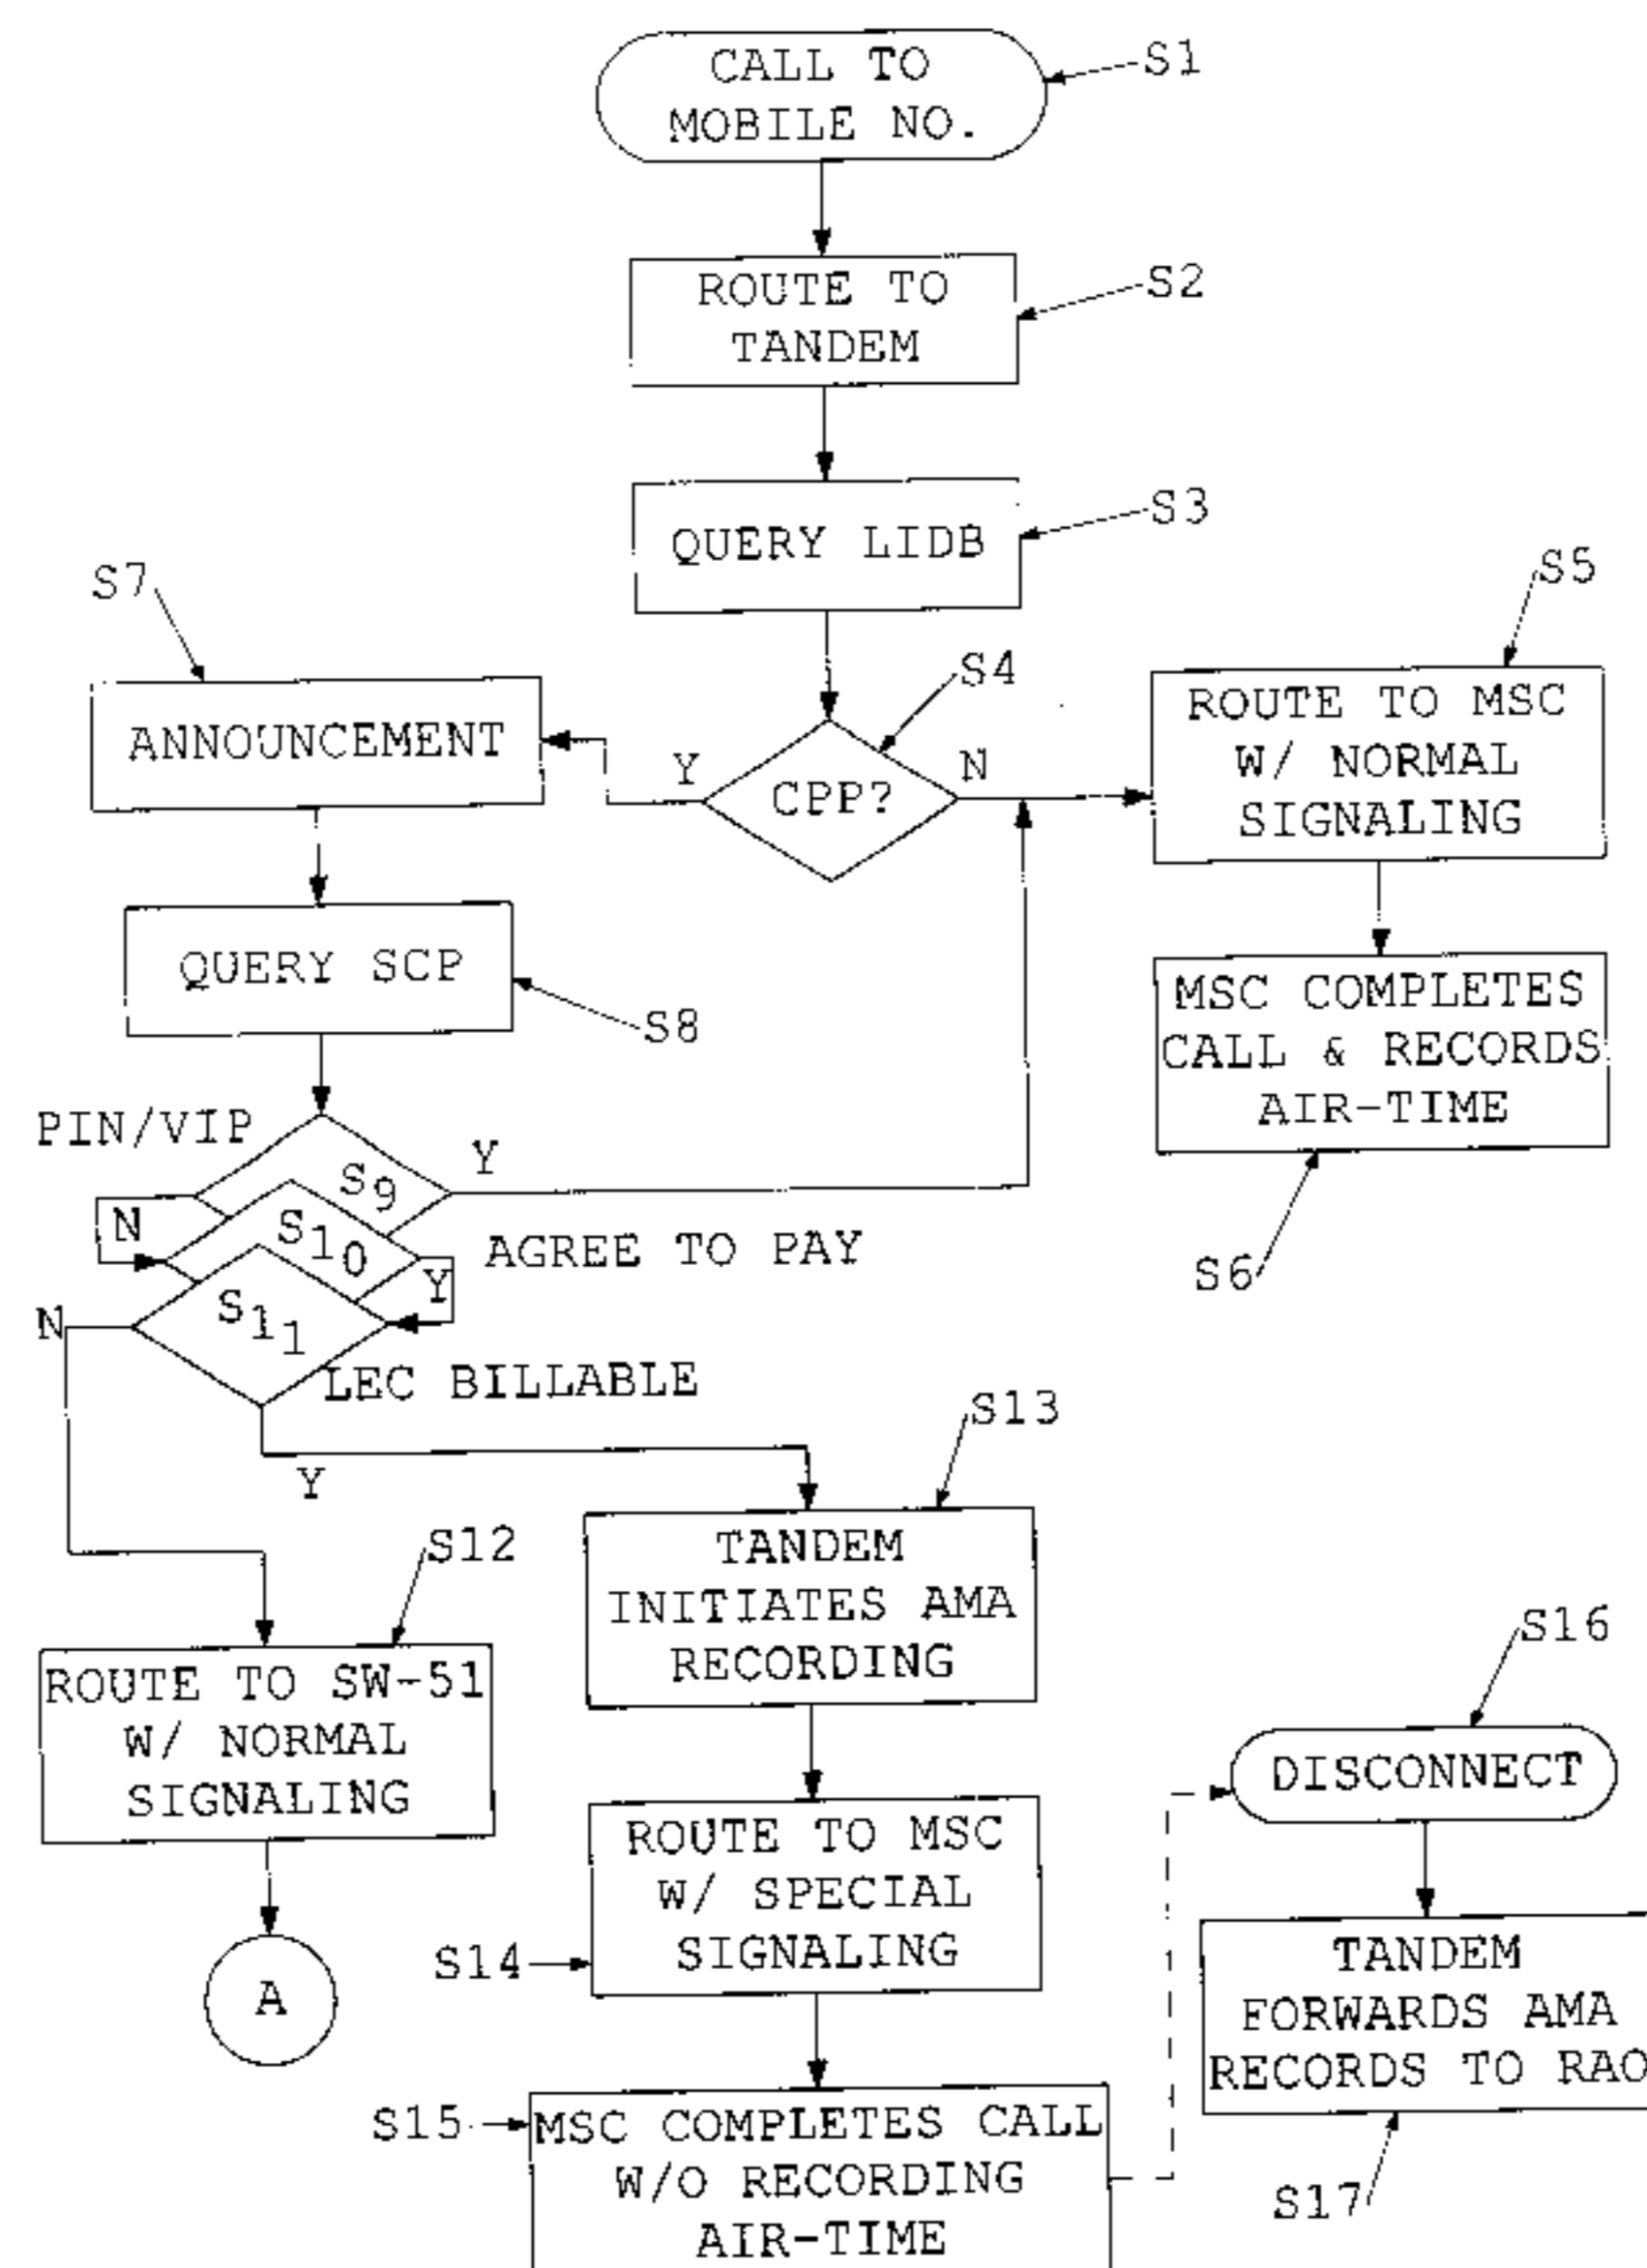 CALL TO
MOBILE NO.
S1
ROUTE TO
TANDEM
S2
QUERY LIDB
S3
S7
ANNOUNCEMENT
S4
Y
CPP?
N
S5
ROUTE TO MSC
W/ NORMAL
SIGNALING
QUERY SCP
S8
MSC COMPLETES
CALL & RECORDS
AIR-TIME
S6
PIN/VIP
S9
Y
N
S10
AGREE TO PAY
Y
N
S11
LEC BILLABLE
Y
S13
TANDEM
INITIATES AMA
RECORDING
S12
ROUTE TO SW-51
W/ NORMAL
SIGNALING
A
ROUTE TO MSC
W/ SPECIAL
SIGNALING
S14
S15
MSC COMPLETES CALL
W/O RECORDING
AIR-TIME
S16
DISCONNECT
TANDEM
FORWARDS AMA
RECORDS TO RAO
S17